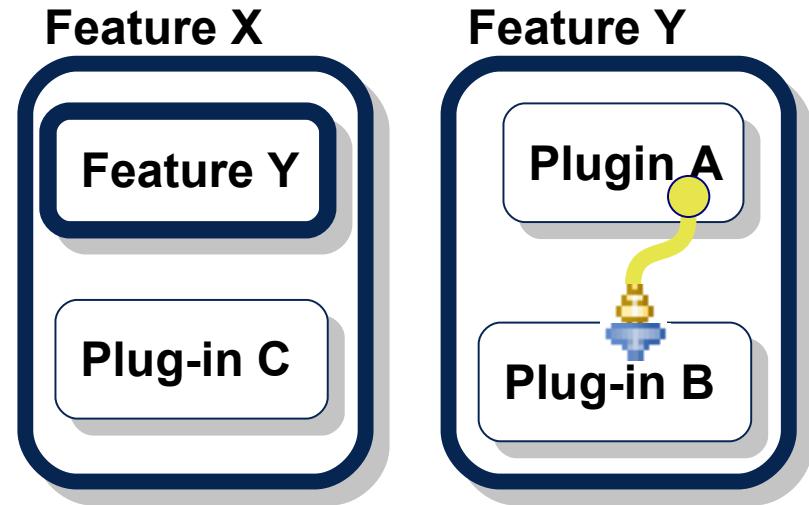 Feature X
Feature Y
Plug-in C
Feature Y
Plugin A
Plug-in B